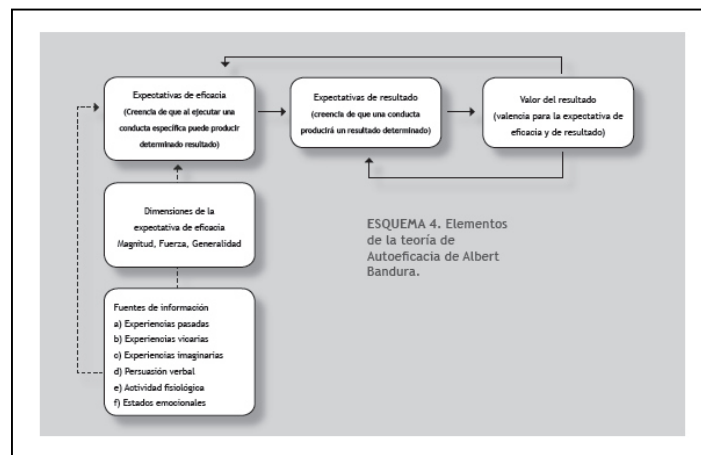 Expectativas de eficacia
(Creencia de que al ejecutar una
conducta específica puede producir
determinado resultado)
Expectativas de resultado
(creencia de que una conducta
producirá un resultado determinado)
Valor del resultado
(valencia para la expectativa de
eficacia y de resultado)
Dimensiones de la
expectativa de eficacia
Magnitud, Fuerza, Generalidad
ESQUEMA 4. Elementos
de la teoría de
Autoeficacia de Albert
Bandura.
Fuentes de información
a) Experiencias pasadas
b) Experiencias vicarias
c) Experiencias imaginarias
d) Persuasión verbal
e) Actividad fisiológica
f) Estados emocionales